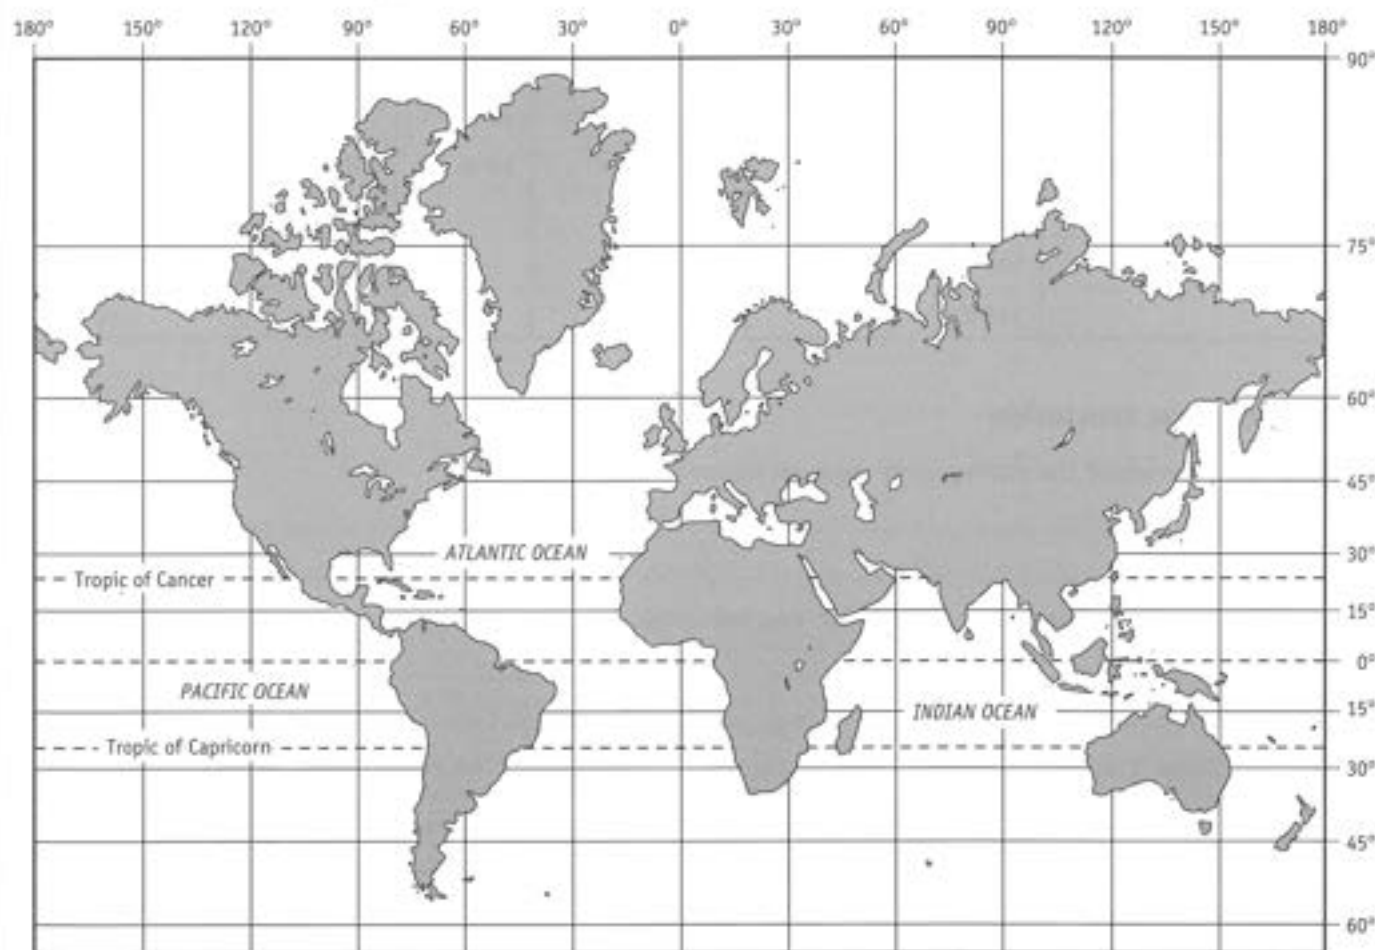 180° 150° 120° 90° 60° 30° 0° 30° 60° 90° 120° 150° 180°
90°
75°
60°
45°
ATLANTIC OCEAN 30°
Tropic of Cancer
15°
0°
PACIFIC OCEAN
INDIAN OCEAN 15°
Tropic of Capricorn
30°
45°
60°